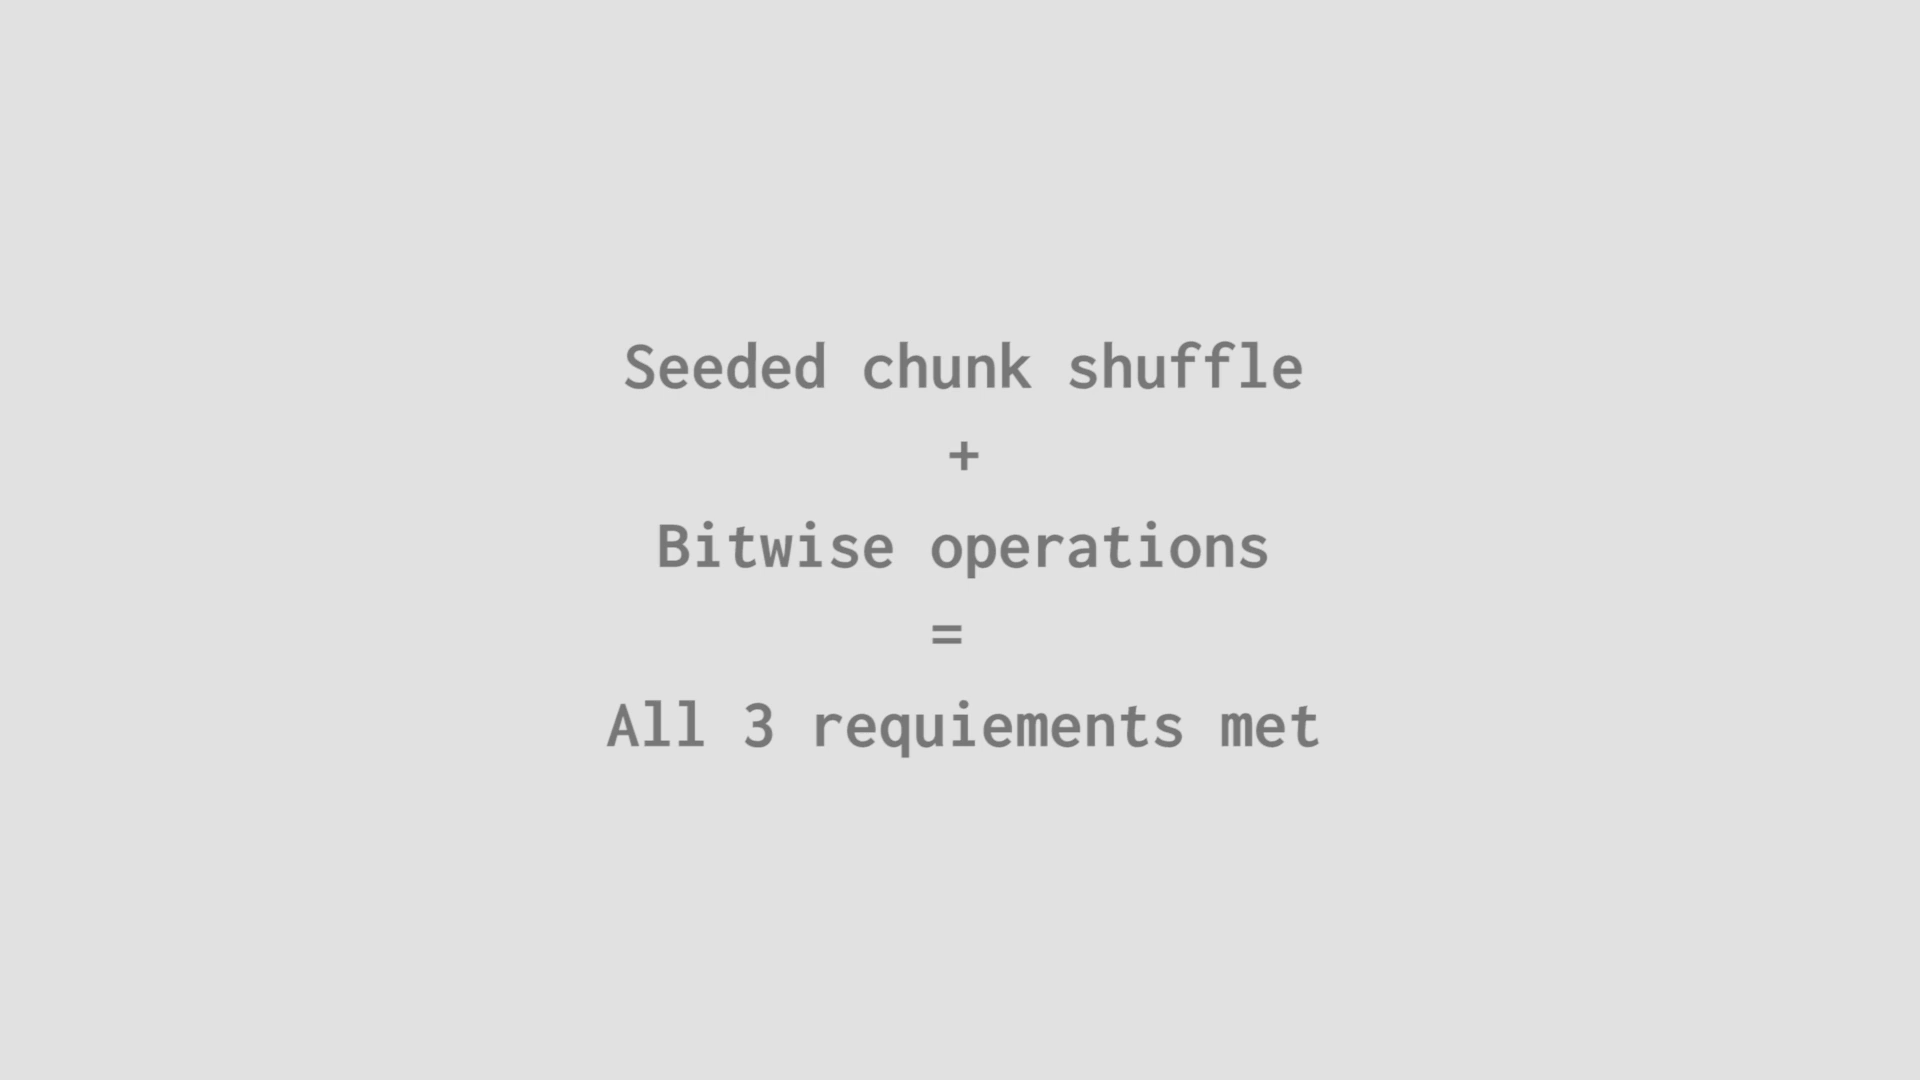 Seeded chunk shuffle
+
Bitwise operations
=
All 3 requiements met